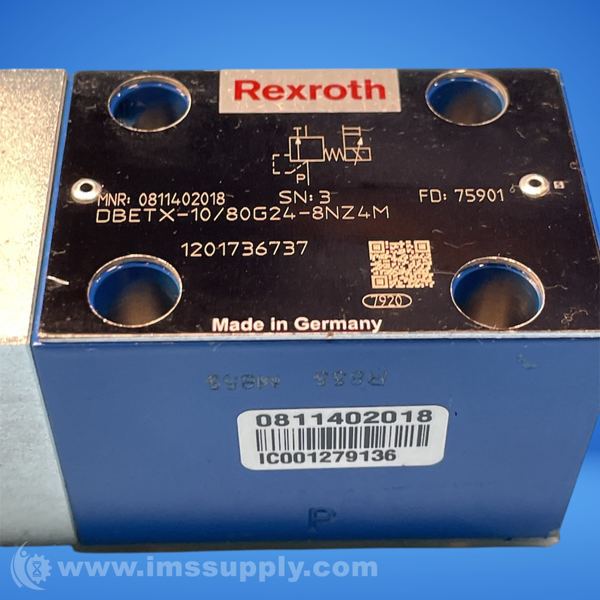 Rexroth
P
MNR: 0811402018 SN: 3 FD: 75901
DBETX-10/80G24-8NZ4M
1201736737
7920
Made in Germany
0811402018
IC001279136
P
www.imssupply.com